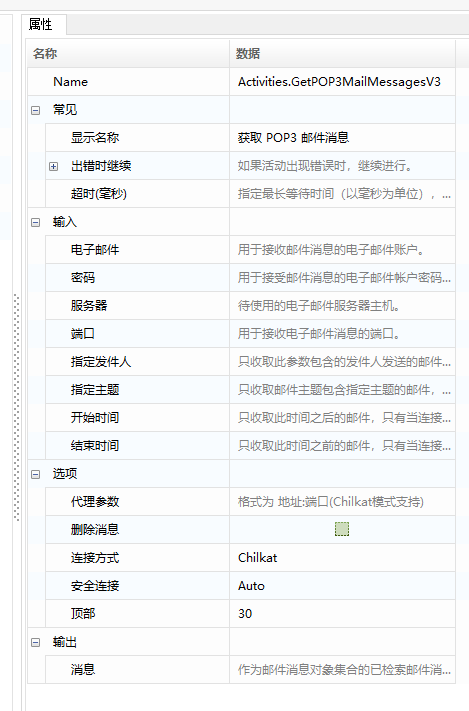 属性
名称 数据
Name Activities.GetPOP3MailMessagesV3
常见
显示名称 获取 POP3 邮件消息
出错时继续 如果活动出现错误时，继续进行。
超时(毫秒) 指定最长等待时间（以毫秒为单位），...
输入
电子邮件 用于接收邮件消息的电子邮件账户。
密码 用于接受邮件消息的电子邮件帐户密码...
服务器 待使用的电子邮件服务器主机。
端口 用于接收电子邮件消息的端口。
指定发件人 只收取此参数包含的发件人发送的邮件...
指定主题 只收取邮件主题包含指定主题的邮件，...
开始时间 只收取此时间之后的邮件，只有当连接...
结束时间 只收取此时间之前的邮件，只有当连接...
选项
代理参数 格式为 地址:端口(Chilkat模式支持)
删除消息
连接方式 Chilkat
安全连接 Auto
顶部 30
输出
消息 作为邮件消息对象集合的已检索邮件消...